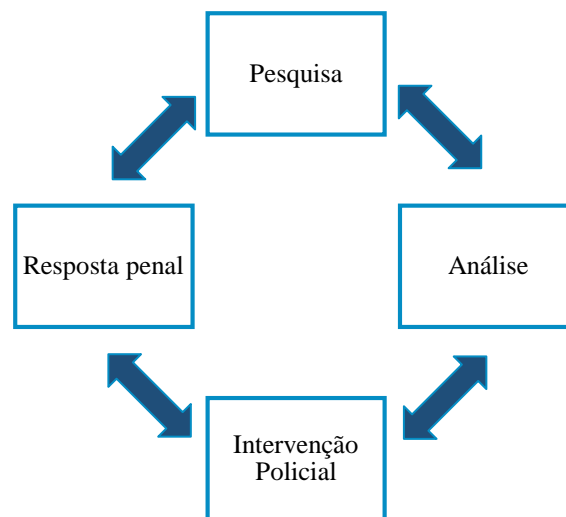 Pesquisa
Resposta penal
Análise
Intervenção
Policial